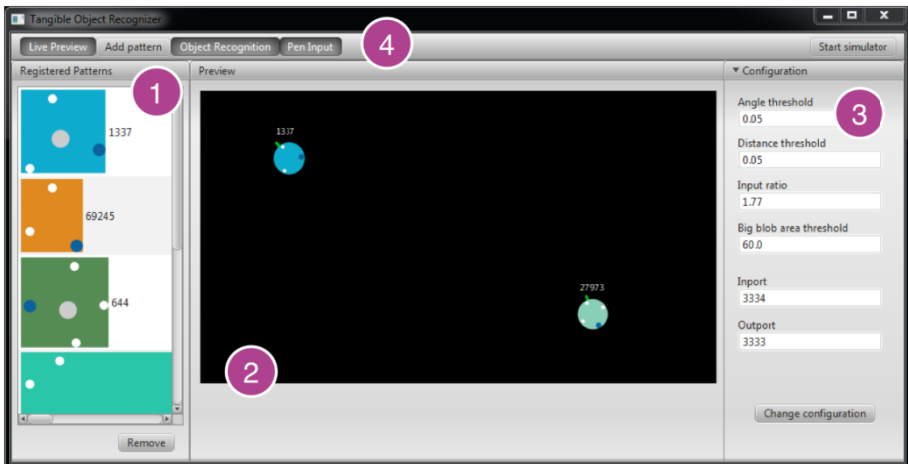 Tangible Object Recognizer
Live Preview Add pattern Object Recognition Pen Input 4 Start simulator
Registered Patterns Preview Configuration
1
1337
69245
644
Remove
1337
27973
2
Angle threshold
0.05
3
Distance threshold
0.05
Input ratio
1.77
Big blob area threshold
60.0
Inport
3334
Outport
3333
Change configuration